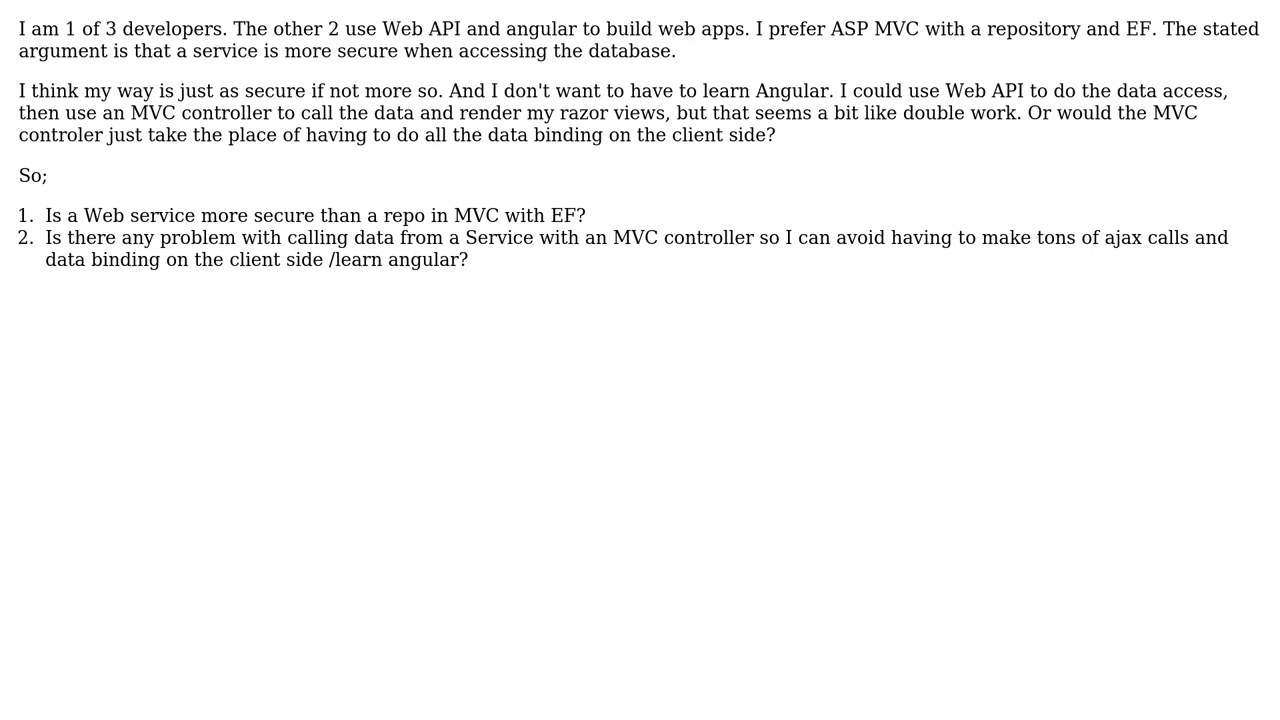 I am 1 of 3 developers. The other 2 use Web API and angular to build web apps. I prefer ASP MVC with a repository and EF. The stated
argument is that a service is more secure when accessing the database.
I think my way is just as secure if not more so. And I don't want to have to learn Angular. I could use Web API to do the data access,
then use an MVC controller to call the data and render my razor views, but that seems a bit like double work. Or would the MVC
controler just take the place of having to do all the data binding on the client side?
So;
1. Is a Web service more secure than a repo in MVC with EF?
2. Is there any problem with calling data from a Service with an MVC controller so I can avoid having to make tons of ajax calls and
data binding on the client side /learn angular?